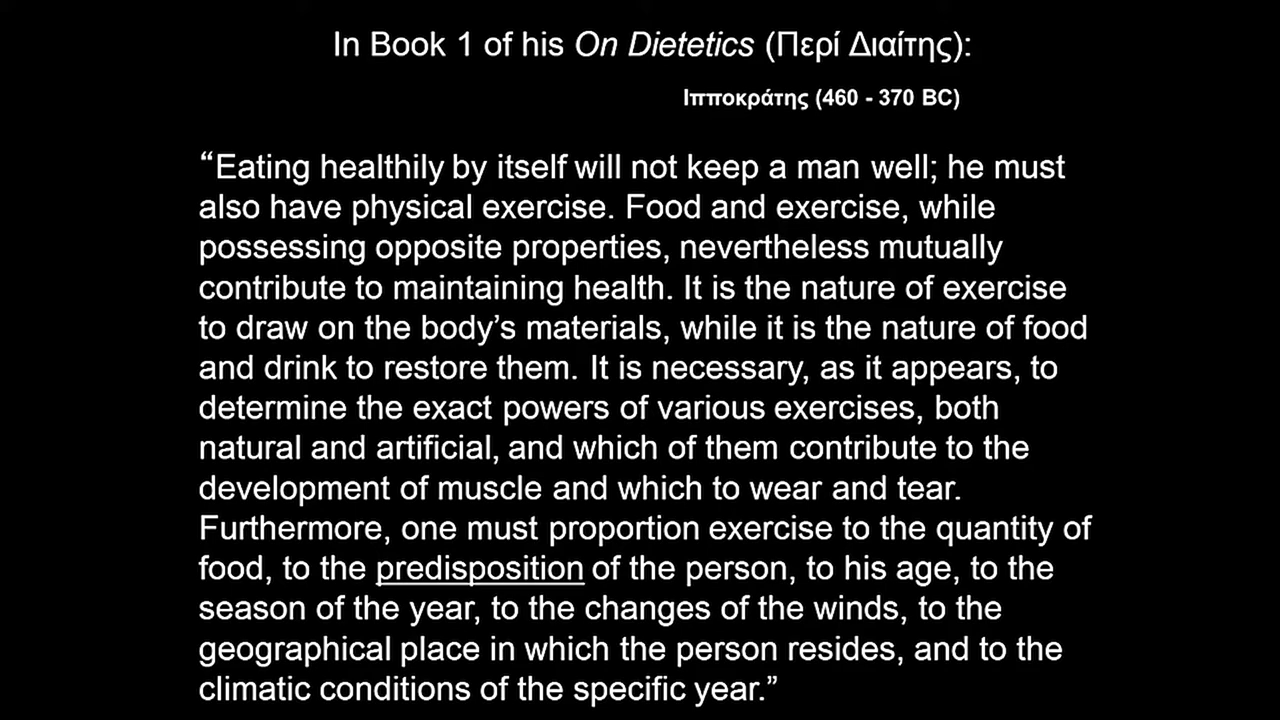 In Book 1 of his On Dietetics (Περί Διαίτης):
Ιπποκράτης (460 - 370 BC)
“Eating healthily by itself will not keep a man well; he must
also have physical exercise. Food and exercise, while
possessing opposite properties, nevertheless mutually
contribute to maintaining health. It is the nature of exercise
to draw on the body’s materials, while it is the nature of food
and drink to restore them. It is necessary, as it appears, to
determine the exact powers of various exercises, both
natural and artificial, and which of them contribute to the
development of muscle and which to wear and tear.
Furthermore, one must proportion exercise to the quantity of
food, to the predisposition of the person, to his age, to the
season of the year, to the changes of the winds, to the
geographical place in which the person resides, and to the
climatic conditions of the specific year.”